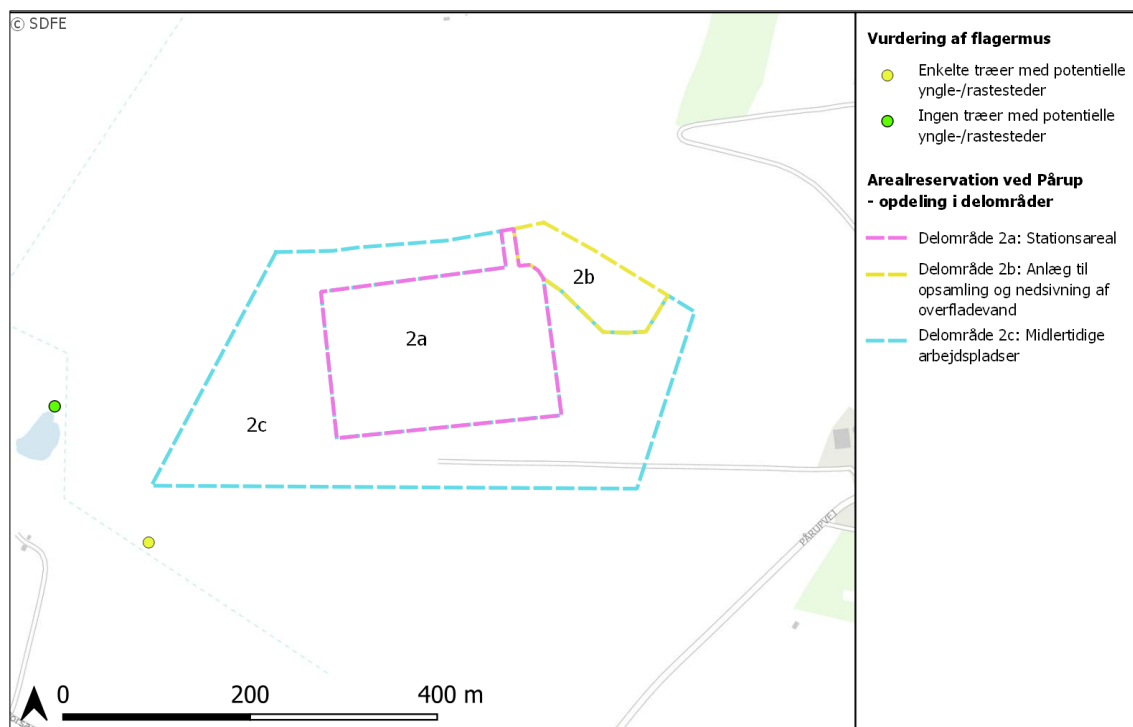 © SDFE
2b
2a
2c
PÅRUPVEJ
0 200 400 m
Vurdering af flagermus
Enkelte træer med potentielle
yngle-/rastesteder
Ingen træer med potentielle
yngle-/rastesteder
Arealreservation ved Pårup
- opdeling i delområder
Delområde 2a: Stationsareal
Delområde 2b: Anlæg til
opsamling og nedsivning af
overfladevand
Delområde 2c: Midlertidige
arbejdspladser